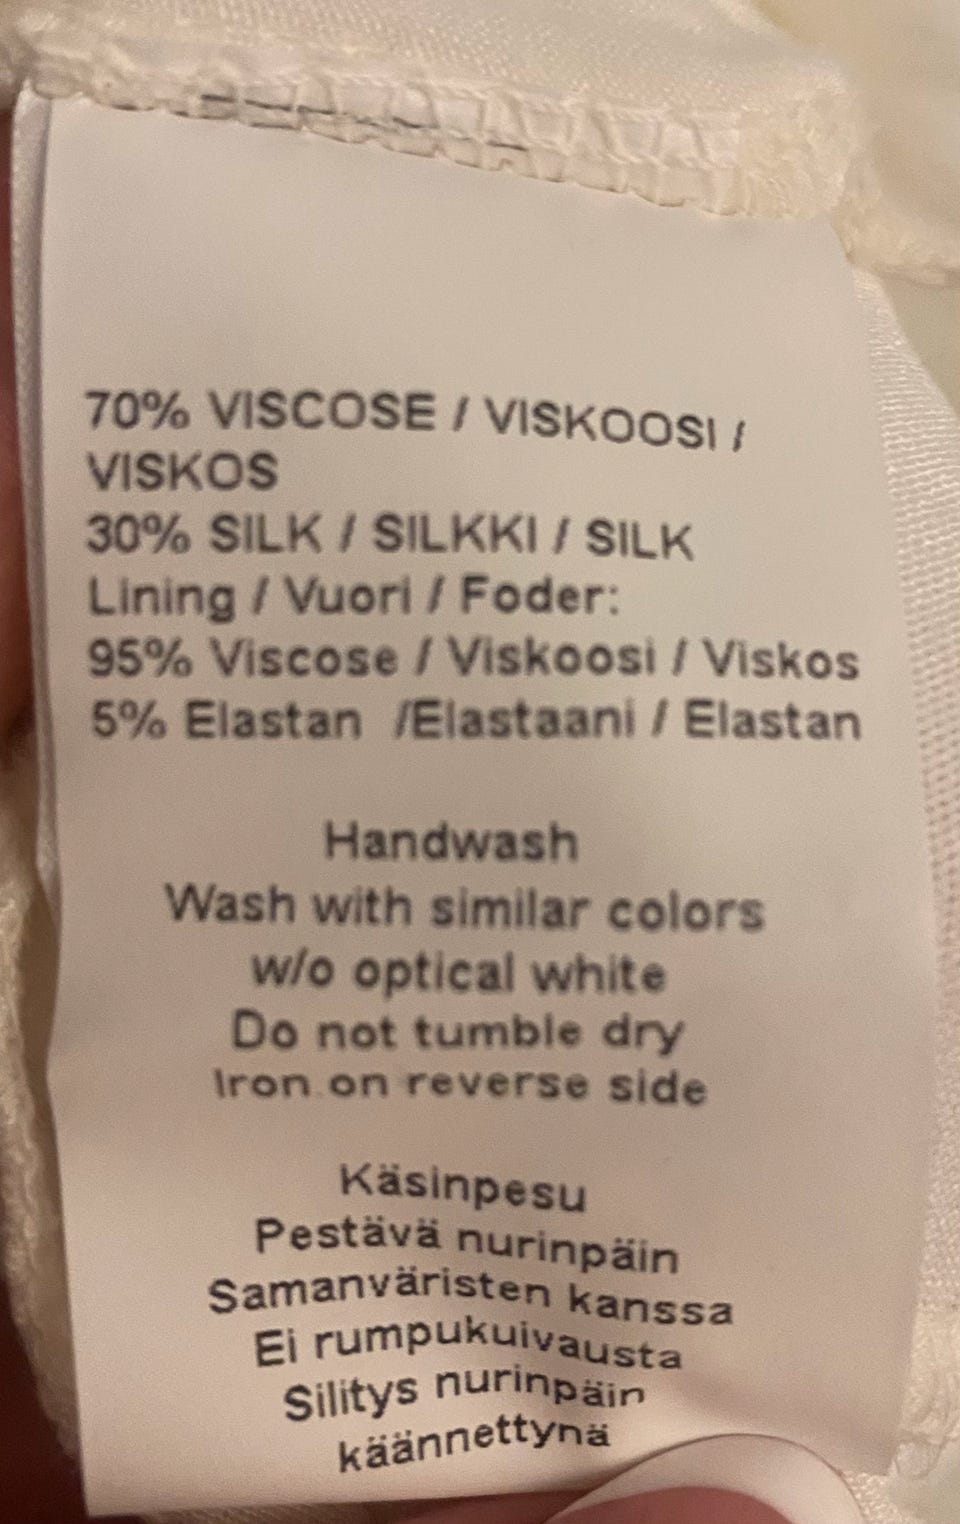 70% VISCOSE / VISKOOSI /
VISKOS
30% SILK / SILKKI / SILK
Lining / Vuori / Foder:
95% Viscose / Viskoosi / Viskos
5% Elastan /Elastaani / Elastan
Handwash
Wash with similar colors
w/o optical white
Do not tumble dry
Iron on reverse side
Käsinpesu
Pestävä nurinpäin
Samanväristen kanssa
Ei rumpukuivausta
Silitys nurinpäin
käännettynä